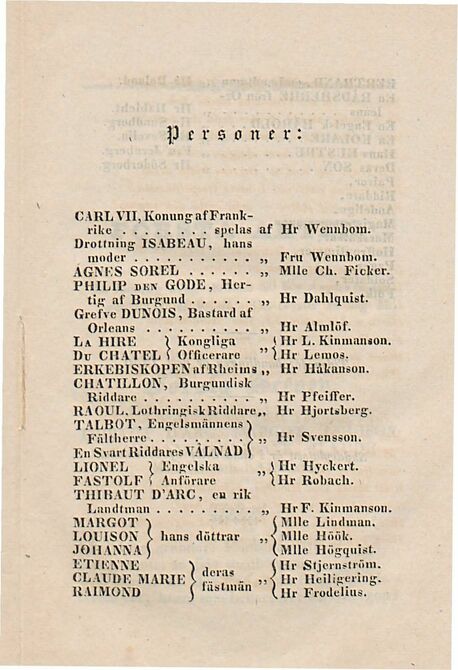 Personer:
CARL VII, Konung af Frank-
rike . . . . . . . . spelas af Hr Wennbom.
Drottning ISABEAU, hans
moder . . . . . . . . . . . „ Fru Wennbom.
AGNES SOREL . . . . . . . „ Mlle Ch. Ficker.
PHILIP DEN GODE, Her-
tig af Burgund . . . . . . „ Hr Dahlquist.
Grefve DUNOIS, Bastard af
Orleans . . . . . . . . . . „ Hr Almlöf.
LA HIRE } Kongliga „ { Hr L. Kinmanson.
DU CHATEL } Officerare { Hr Lemos.
ERKEBISKOPEN af Rheims „ Hr Håkanson.
CHATILLON, Burgundisk
Riddare . . . . . . . . . . „ Hr Pfeiffer.
RAOUL, Lothringisk Riddare „ Hr Hjortsberg.
TALBOT, Engelsmännens
Fältherre . . . . . . . . . } „ Hr Svensson.
En Svart Riddares VÅLNAD
LIONEL } Engelska „ { Hr Hyckert.
FASTOLF } Anförare { Hr Robach.
THIBAUT D'ARC, en rik
Landtman . . . . . . . . . „ Hr F. Kinmanson.
MARGOT } { Mlle Lindman.
LOUISON } hans döttrar „ { Mlle Höök.
JOHANNA } { Mlle Högquist.
ETIENNE } deras { Hr Stjernström.
CLAUDE MARIE } fästmän „ { Hr Heiligering.
RAIMOND } { Hr Frodelius.